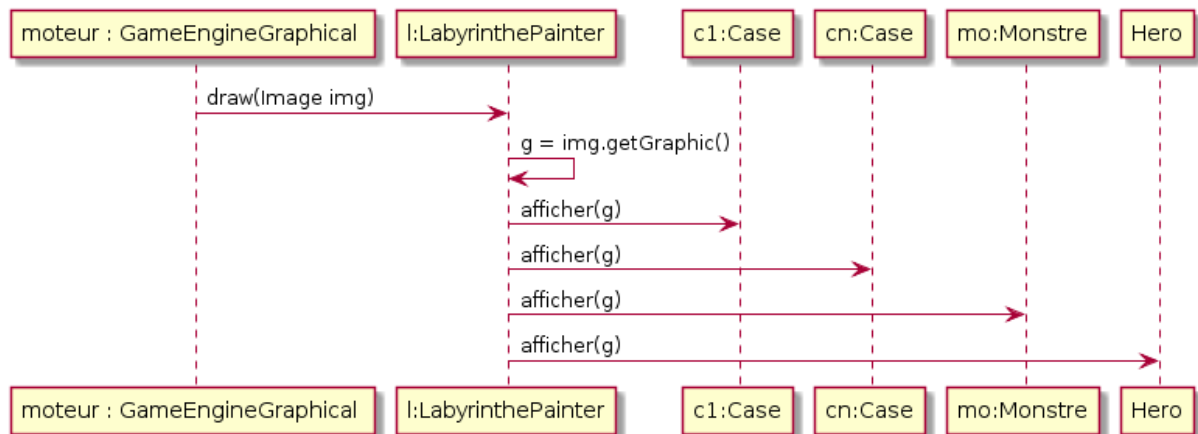 moteur : GameEngineGraphical l:LabyrinthePainter c1:Case cn:Case mo:Monstre Hero
draw(Image img)
g = img.getGraphic()
afficher(g)
afficher(g)
afficher(g)
afficher(g)
moteur : GameEngineGraphical l:LabyrinthePainter c1:Case cn:Case mo:Monstre Hero